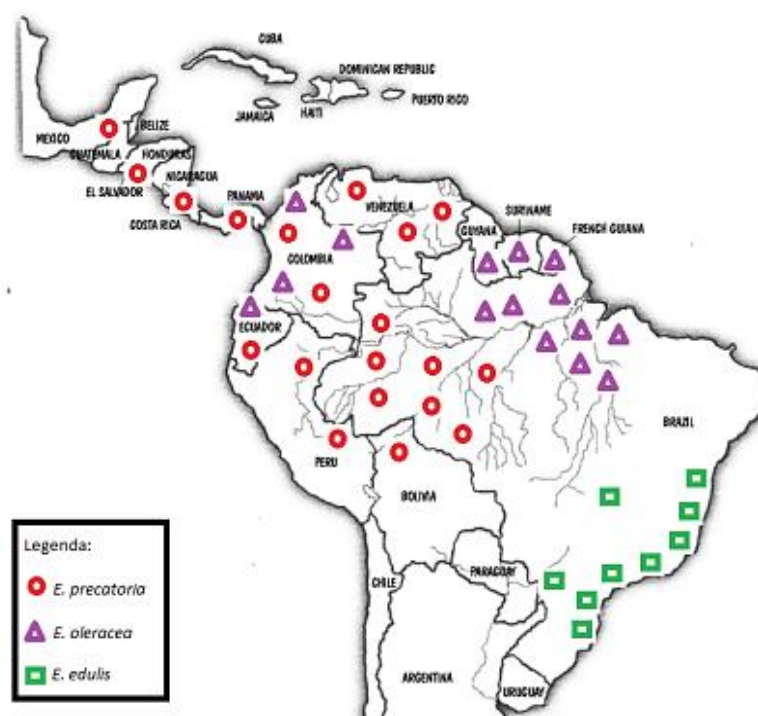 CUBA
DOMINICAN REPUBLIC
PUERTO RICO
HAITI
JAMAICA
MEXICO
BELIZE
GUATEMALA
HONDURAS
EL SALVADOR
NICARAGUA
COSTA RICA
PANAMA
VENEZUELA
GUYANA
SURINAME
FRENCH GUIANA
COLOMBIA
ECUADOR
PERU
BRAZIL
BOLIVIA
PARAGUAY
CHILE
ARGENTINA
URUGUAY
Legenda:
E. precatoria
E. oleracea
E. edulis